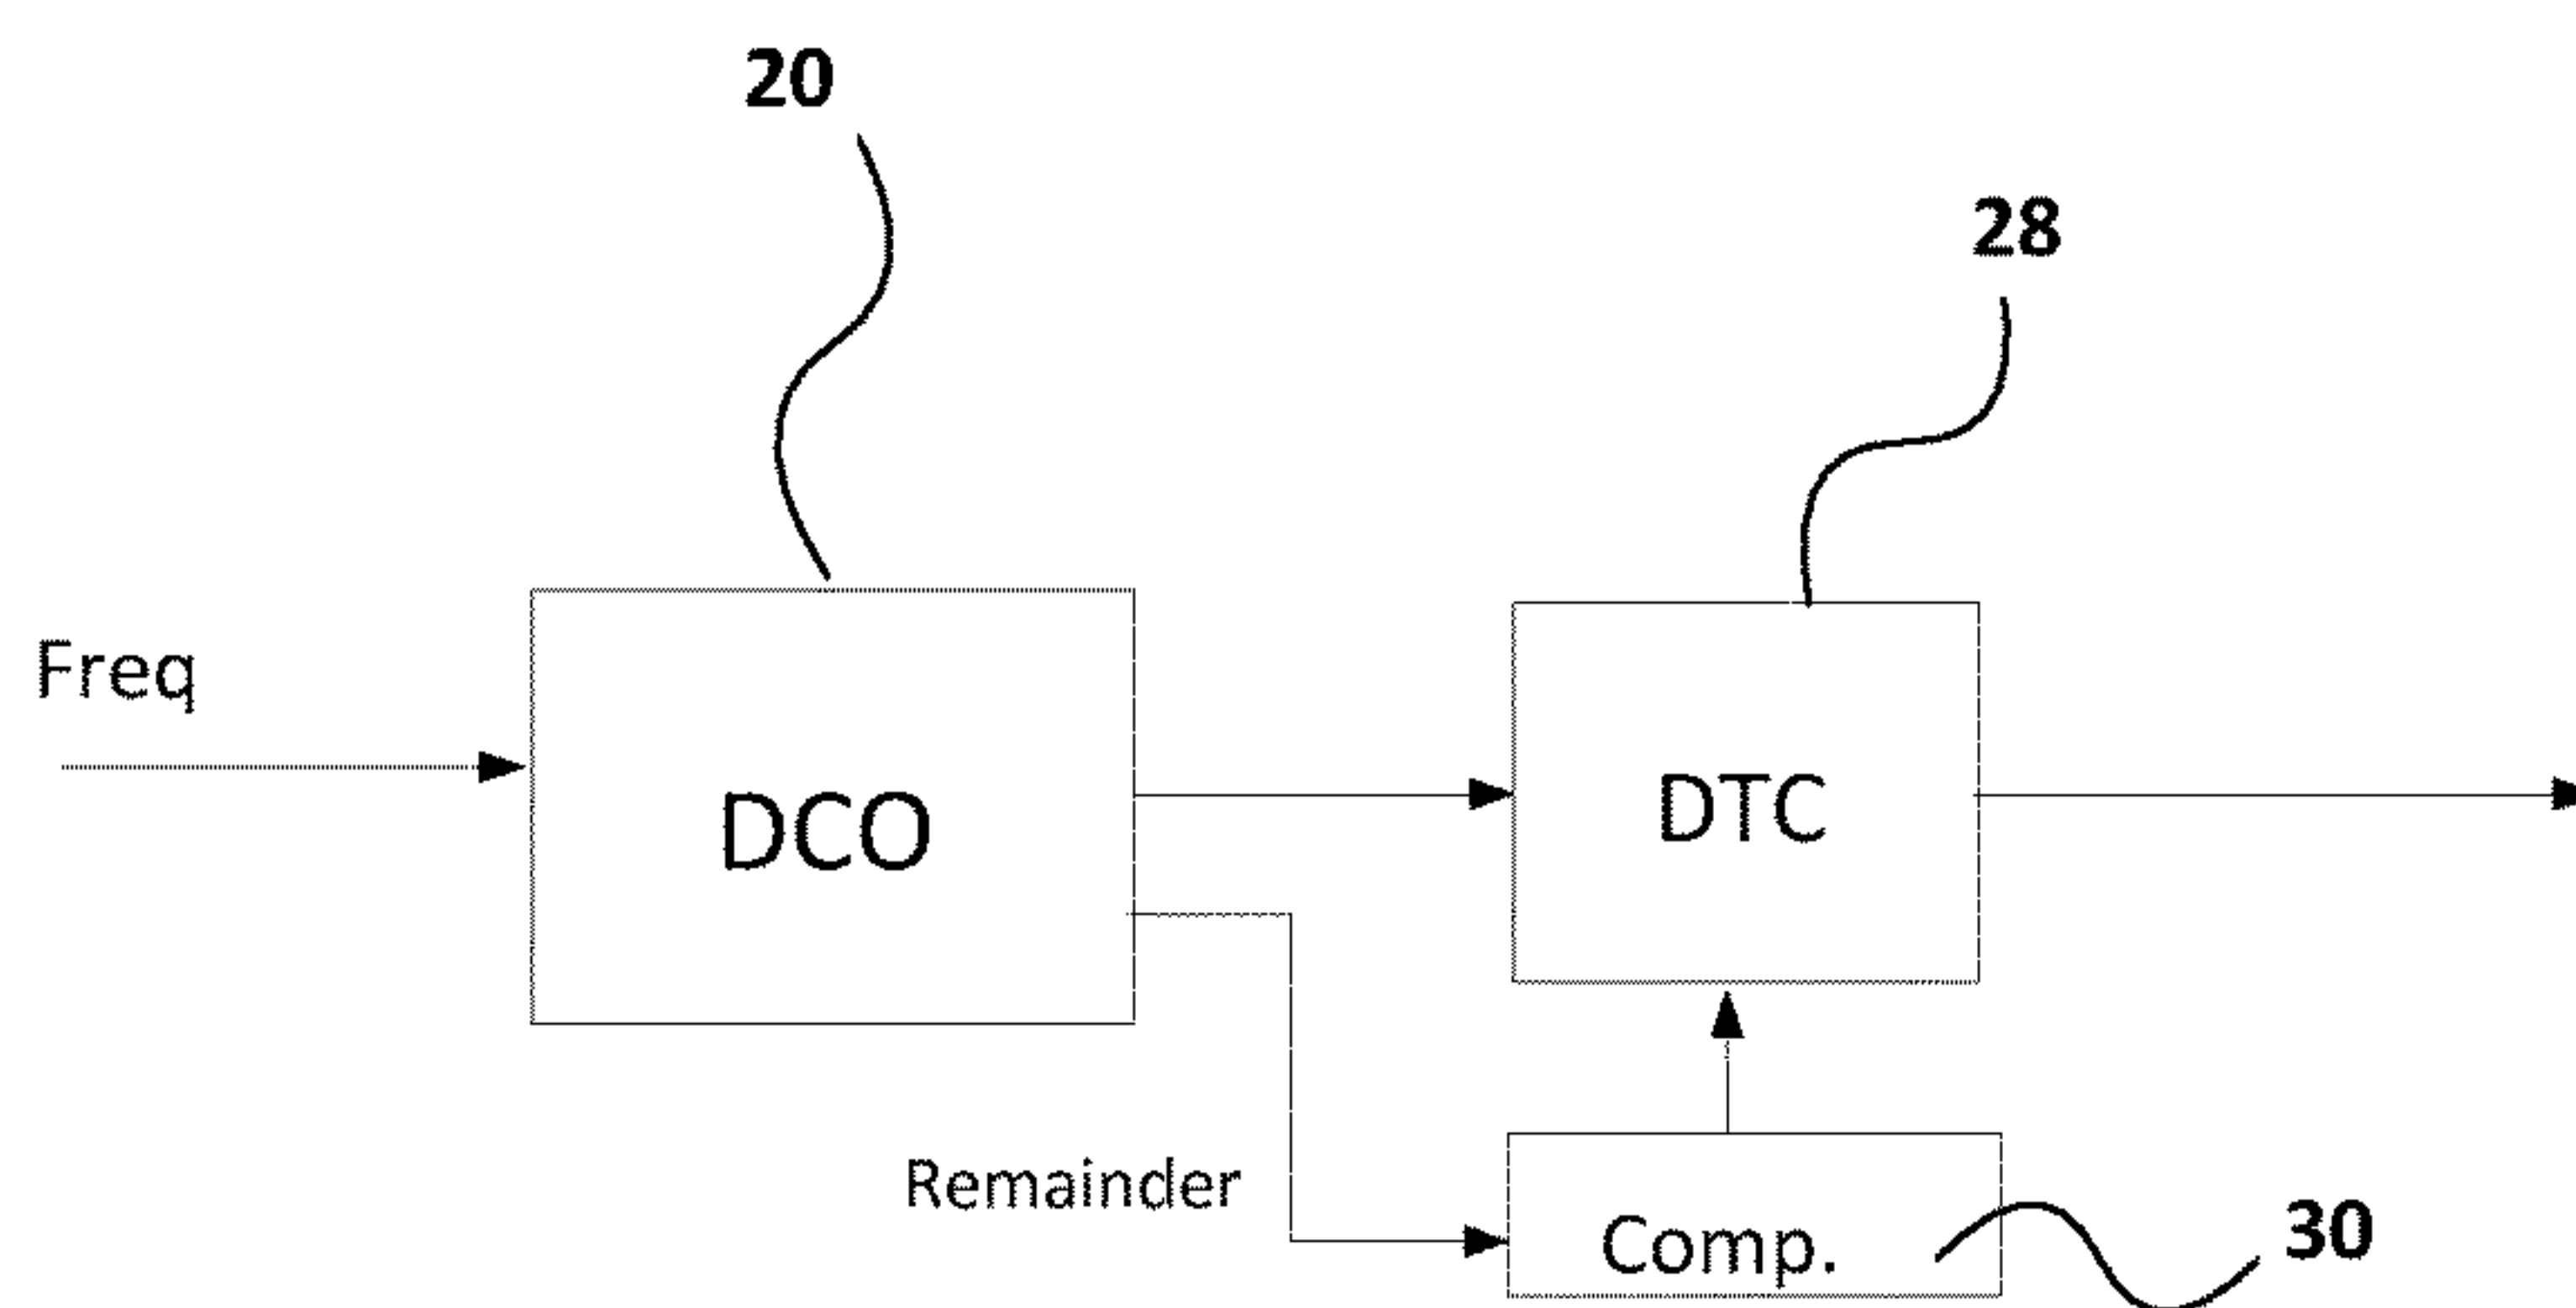 20
28
Freq
DCO
DTC
Remainder
Comp.
30